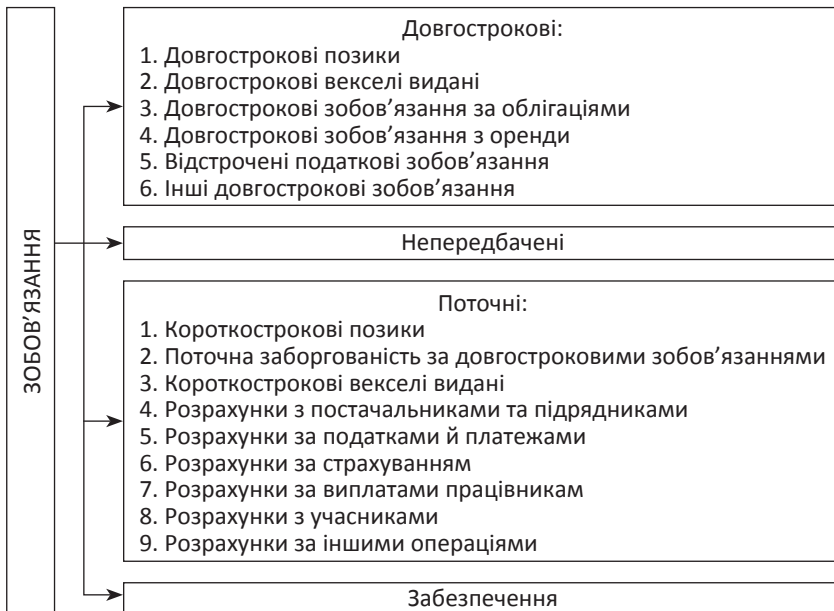 ЗОБОВ’ЯЗАННЯ
Довгострокові:
1. Довгострокові позики
2. Довгострокові векселі видані
3. Довгострокові зобов’язання за облігаціями
4. Довгострокові зобов’язання з оренди
5. Відстрочені податкові зобов’язання
6. Інші довгострокові зобов’язання
Непередбачені
Поточні:
1. Короткострокові позики
2. Поточна заборгованість за довгостроковими зобов’язаннями
3. Короткострокові векселі видані
4. Розрахунки з постачальниками та підрядниками
5. Розрахунки за податками й платежами
6. Розрахунки за страхуванням
7. Розрахунки за виплатами працівникам
8. Розрахунки з учасниками
9. Розрахунки за іншими операціями
Забезпечення